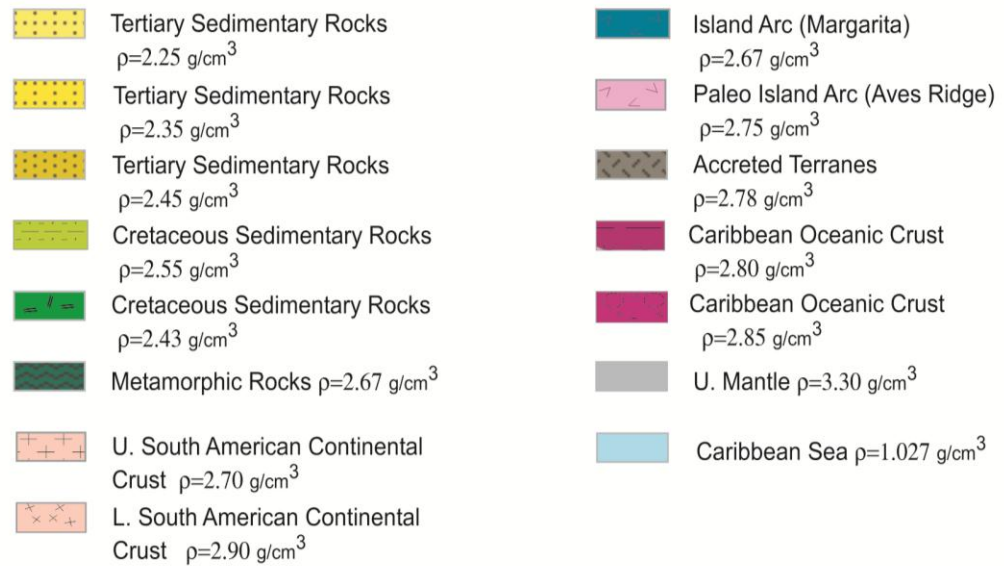 Tertiary Sedimentary Rocks
ρ=2.25 g/cm³
Tertiary Sedimentary Rocks
ρ=2.35 g/cm³
Tertiary Sedimentary Rocks
ρ=2.45 g/cm³
Cretaceous Sedimentary Rocks
ρ=2.55 g/cm³
Cretaceous Sedimentary Rocks
ρ=2.43 g/cm³
Metamorphic Rocks ρ=2.67 g/cm³
U. South American Continental
Crust ρ=2.70 g/cm³
L. South American Continental
Crust ρ=2.90 g/cm³
Island Arc (Margarita)
ρ=2.67 g/cm³
Paleo Island Arc (Aves Ridge)
ρ=2.75 g/cm³
Accreted Terranes
ρ=2.78 g/cm³
Caribbean Oceanic Crust
ρ=2.80 g/cm³
Caribbean Oceanic Crust
ρ=2.85 g/cm³
U. Mantle ρ=3.30 g/cm³
Caribbean Sea ρ=1.027 g/cm³